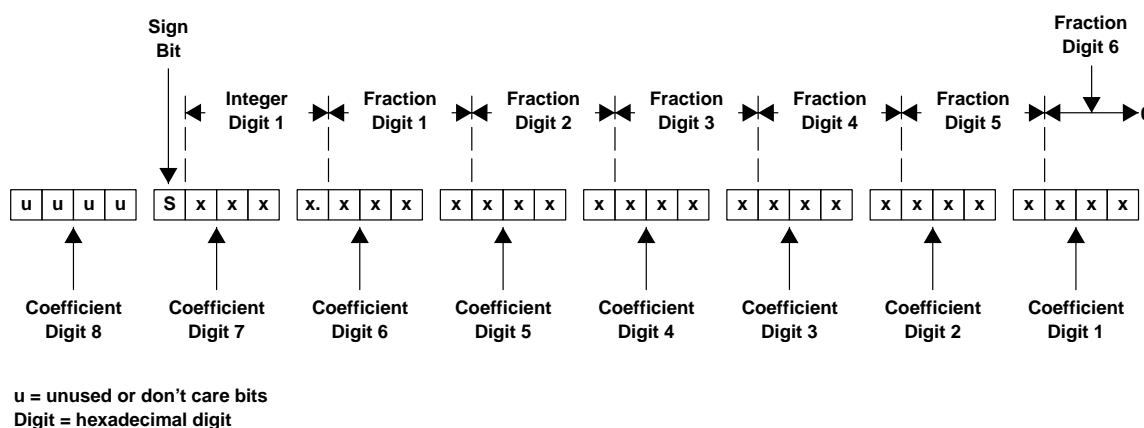 Sign
Bit
Fraction
Digit 6
Integer
Digit 1
Fraction
Digit 1
Fraction
Digit 2
Fraction
Digit 3
Fraction
Digit 4
Fraction
Digit 5
0
u u u u S x x x x. x x x x x x x x x x x x x x x x x x x x x x x
Coefficient
Digit 8
Coefficient
Digit 7
Coefficient
Digit 6
Coefficient
Digit 5
Coefficient
Digit 4
Coefficient
Digit 3
Coefficient
Digit 2
Coefficient
Digit 1
u = unused or don’t care bits
Digit = hexadecimal digit